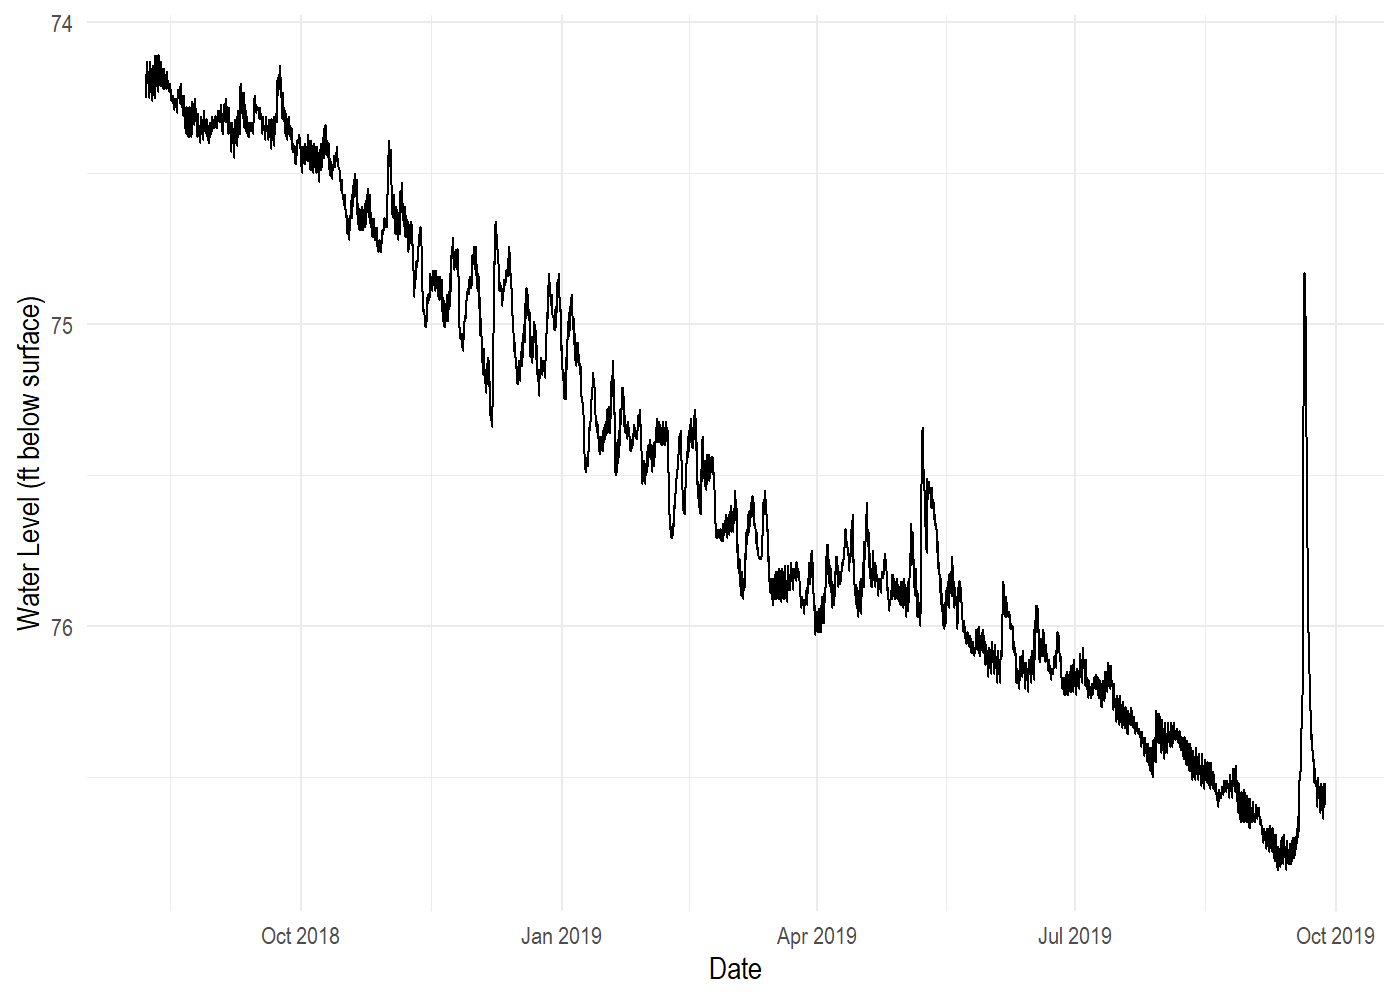 74
75
76
Water Level (ft below surface)
Oct 2018
Jan 2019
Apr 2019
Jul 2019
Oct 2019
Date